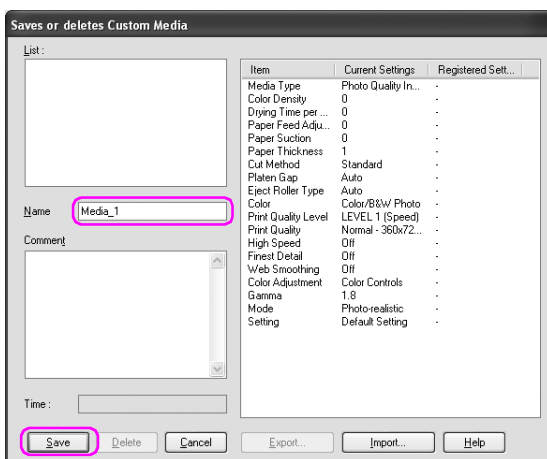 Saves or deletes Custom Media
List :
Name Media_1
Comment
Time :
Item Current Settings Registered Sett...
Media Type Photo Quality In... -
Color Density 0 -
Drying Time per ... 0 -
Paper Feed Adju... 0 -
Paper Suction 0 -
Paper Thickness 1 -
Cut Method Standard -
Platen Gap Auto -
Eject Roller Type Auto -
Color Color/B&W Photo -
Print Quality Level LEVEL 1 (Speed) -
Print Quality Normal - 360x72... -
High Speed Off -
Finest Detail Off -
Web Smoothing Off -
Color Adjustment Color Controls -
Gamma 1.8 -
Mode Photo-realistic -
Setting Default Setting -
Save Delete Cancel Export... Import... Help